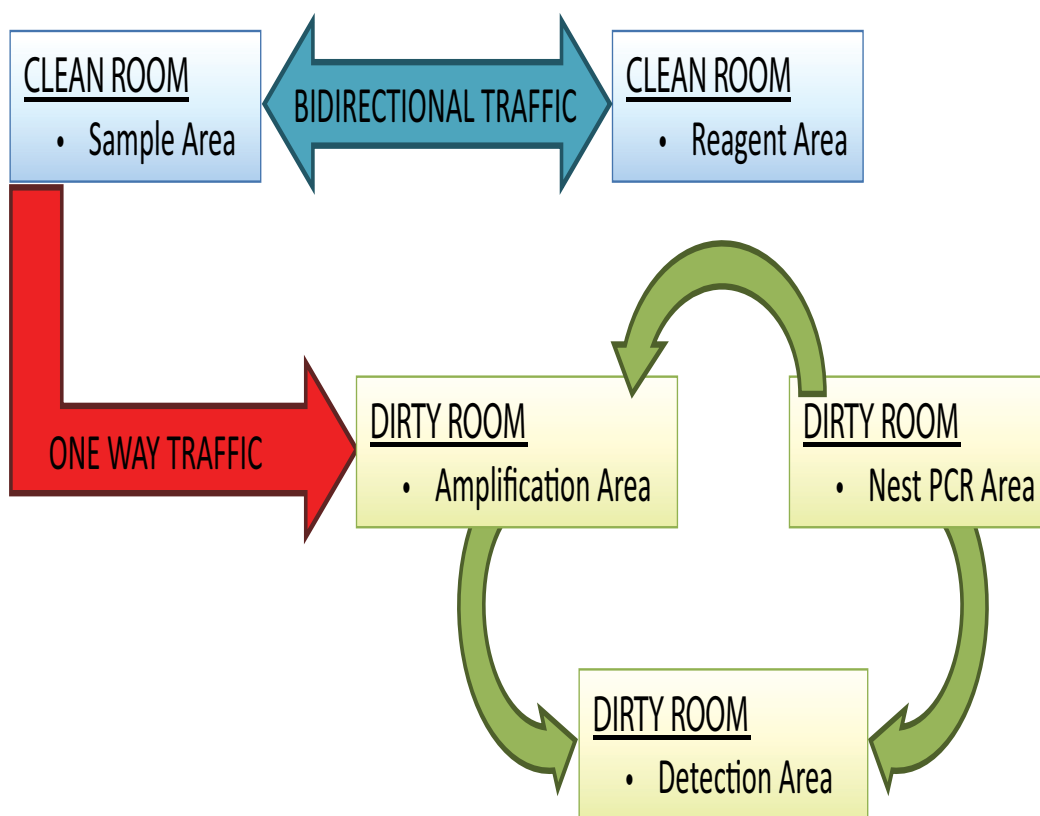 CLEAN ROOM
• Sample Area
BIDIRECTIONAL TRAFFIC
CLEAN ROOM
• Reagent Area
ONE WAY TRAFFIC
DIRTY ROOM
• Amplification Area
DIRTY ROOM
• Nest PCR Area
DIRTY ROOM
• Detection Area